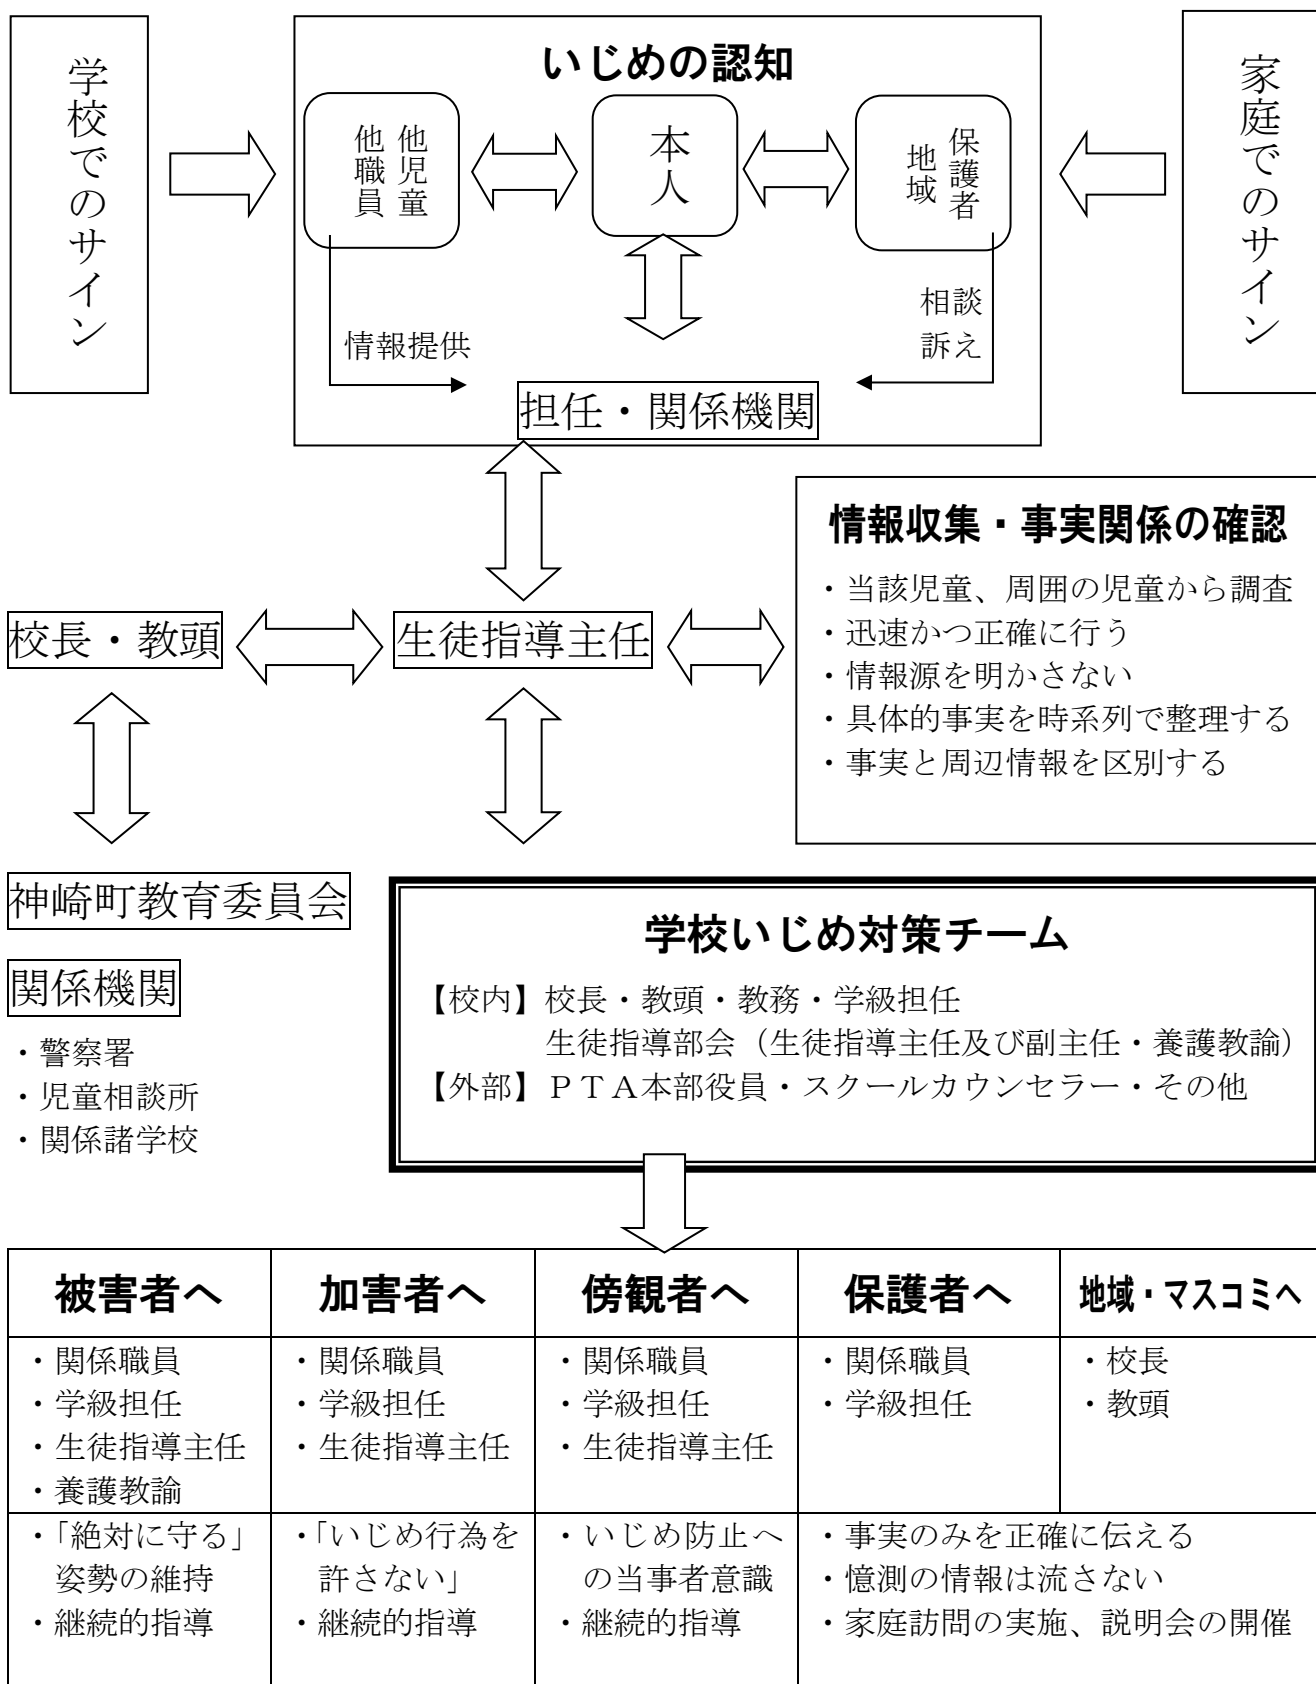 学校でのサイン
いじめの認知
家庭でのサイン
他児童
他職員
本人
保護者
地域
情報提供
相談
訴え
担任・関係機関
情報収集・事実関係の確認
・当該児童、周囲の児童から調査
・迅速かつ正確に行う
・情報源を明かさない
・具体的事実を時系列で整理する
・事実と周辺情報を区別する
校長・教頭
生徒指導主任
神崎町教育委員会
関係機関
・警察署
・児童相談所
・関係諸学校
学校いじめ対策チーム
【校内】校長・教頭・教務・学級担任
生徒指導部会（生徒指導主任及び副主任・養護教諭）
【外部】ＰＴＡ本部役員・スクールカウンセラー・その他
被害者へ
・関係職員
・学級担任
・生徒指導主任
・養護教諭
・「絶対に守る」
姿勢の維持
・継続的指導
加害者へ
・関係職員
・学級担任
・生徒指導主任
・「いじめ行為を
許さない」
・継続的指導
傍観者へ
・関係職員
・学級担任
・生徒指導主任
・いじめ防止へ
の当事者意識
・継続的指導
保護者へ
・関係職員
・学級担任
地域・マスコミへ
・校長
・教頭
・事実のみを正確に伝える
・憶測の情報は流さない
・家庭訪問の実施、説明会の開催